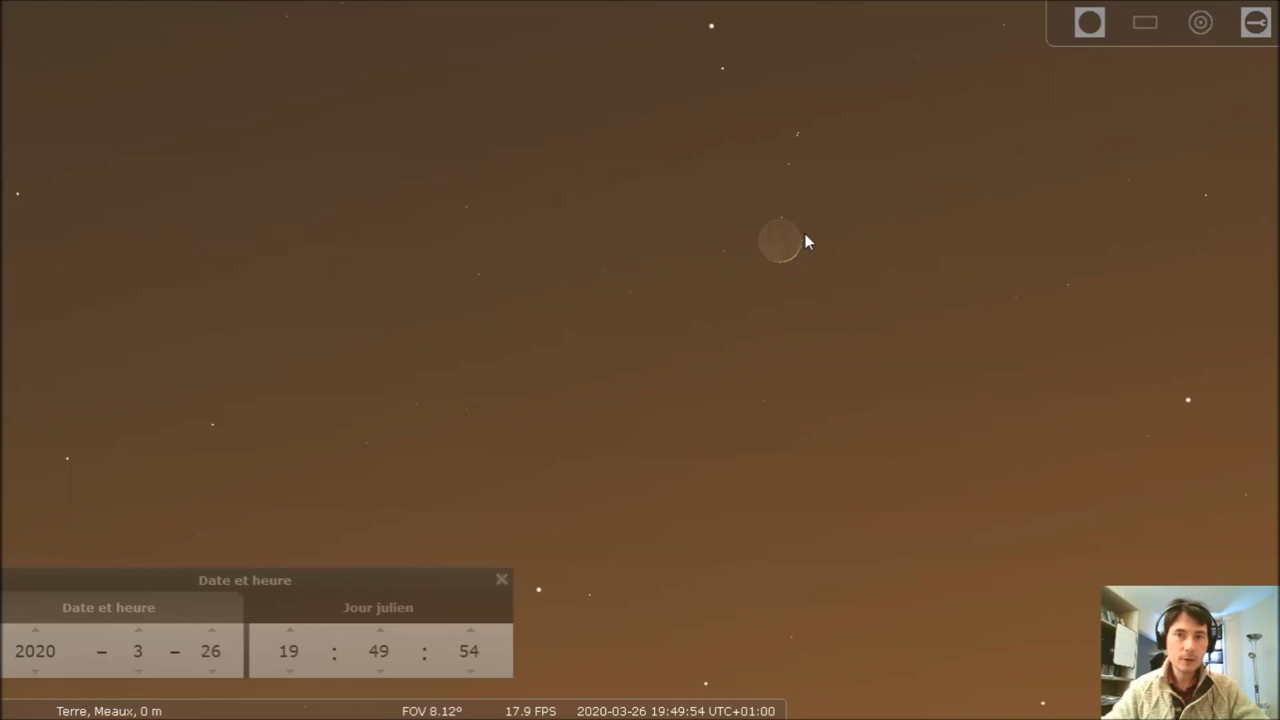 Date et heure
Date et heure Jour julien
2020 - 3 - 26 19 : 49 : 54
Terre, Meaux, 0 m FOV 8.12° 17.9 FPS 2020-03-26 19:49:54 UTC+01:00